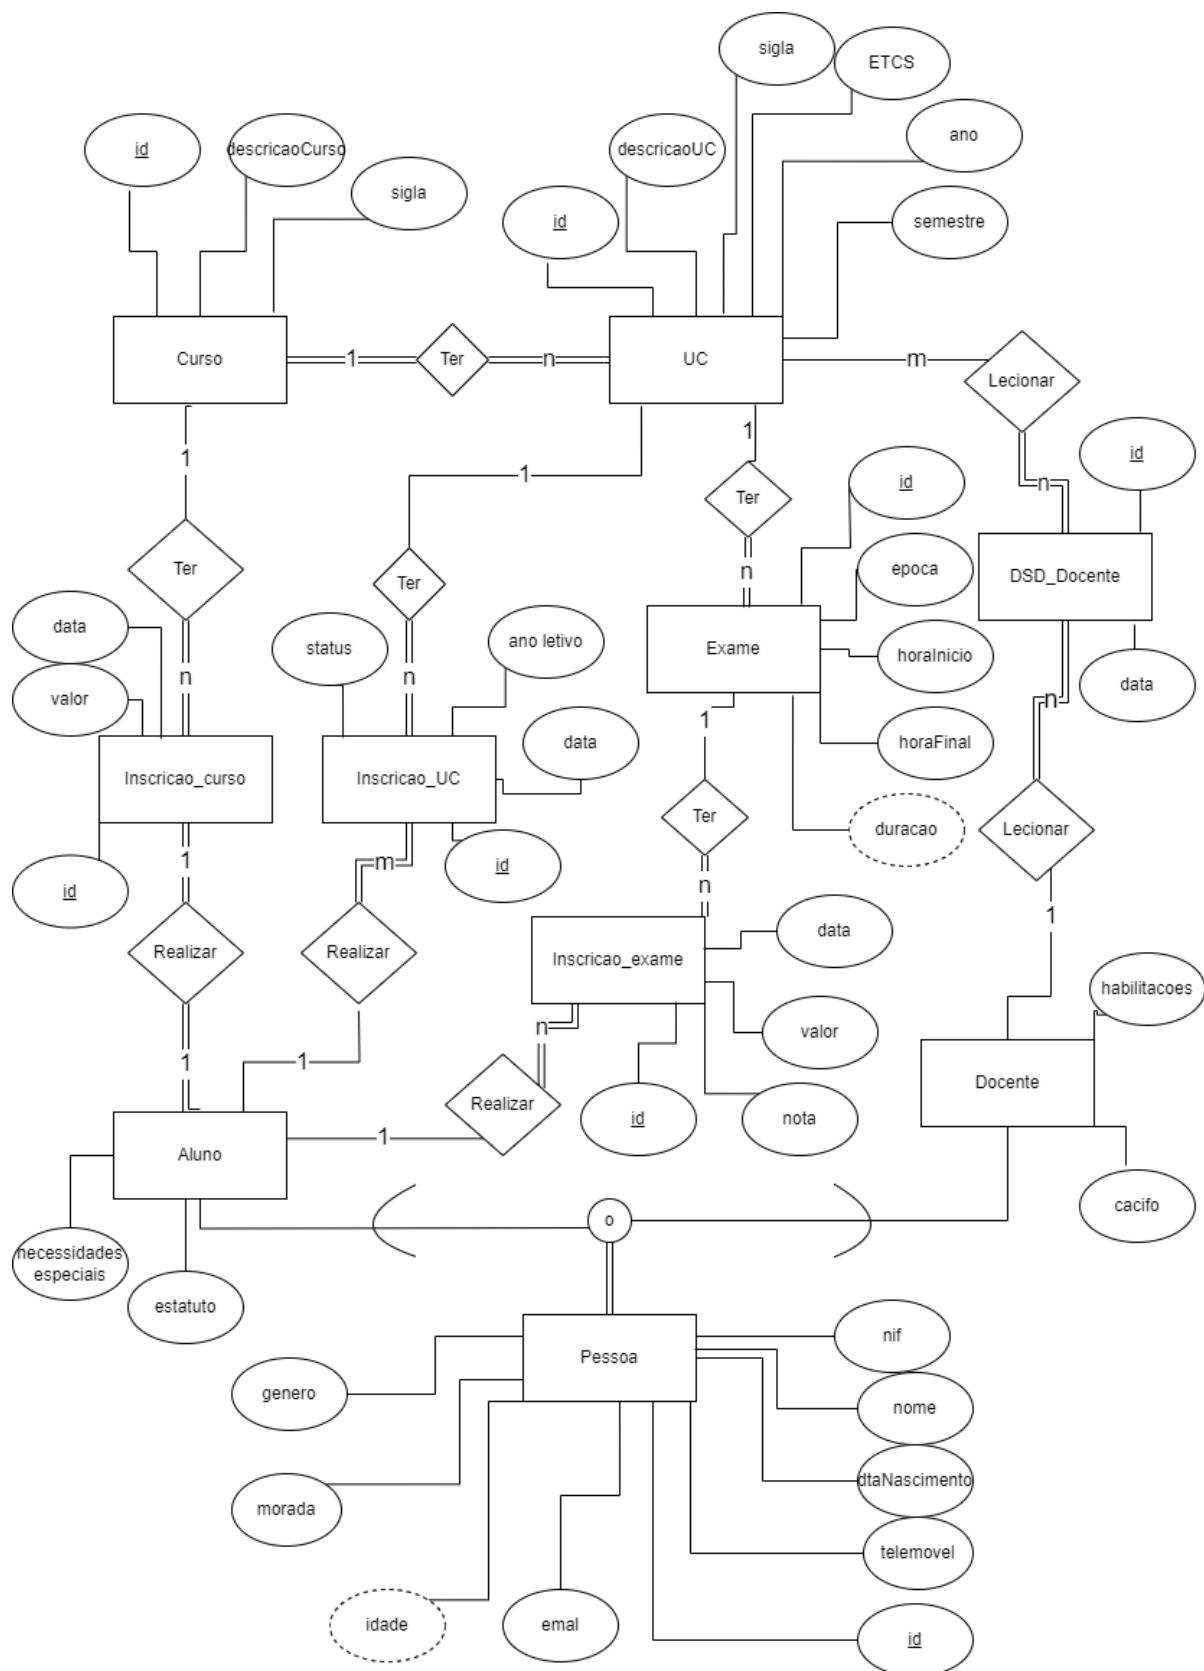 sigla
ETCS
id
descricaoCurso
descricaoUC
ano
sigla
id
semestre
Curso
1
Ter
n
UC
m
Lecionar
1
1
1
id
n
Ter
id
Ter
Ter
n
epoca
DSD_Docente
data
status
ano letivo
Exame
horaInicio
n
n
valor
1
n
data
data
horaFinal
Inscricao_curso
Inscricao_UC
Ter
duracao
Lecionar
1
m
id
id
n
1
Realizar
Realizar
Inscricao_exame
data
habilitacoes
n
valor
1
1
Docente
Realizar
id
nota
1
Aluno
cacifo
o
necessidades
especiais
estatuto
nif
Pessoa
genero
nome
dtaNascimento
morada
telemovel
idade
emal
id